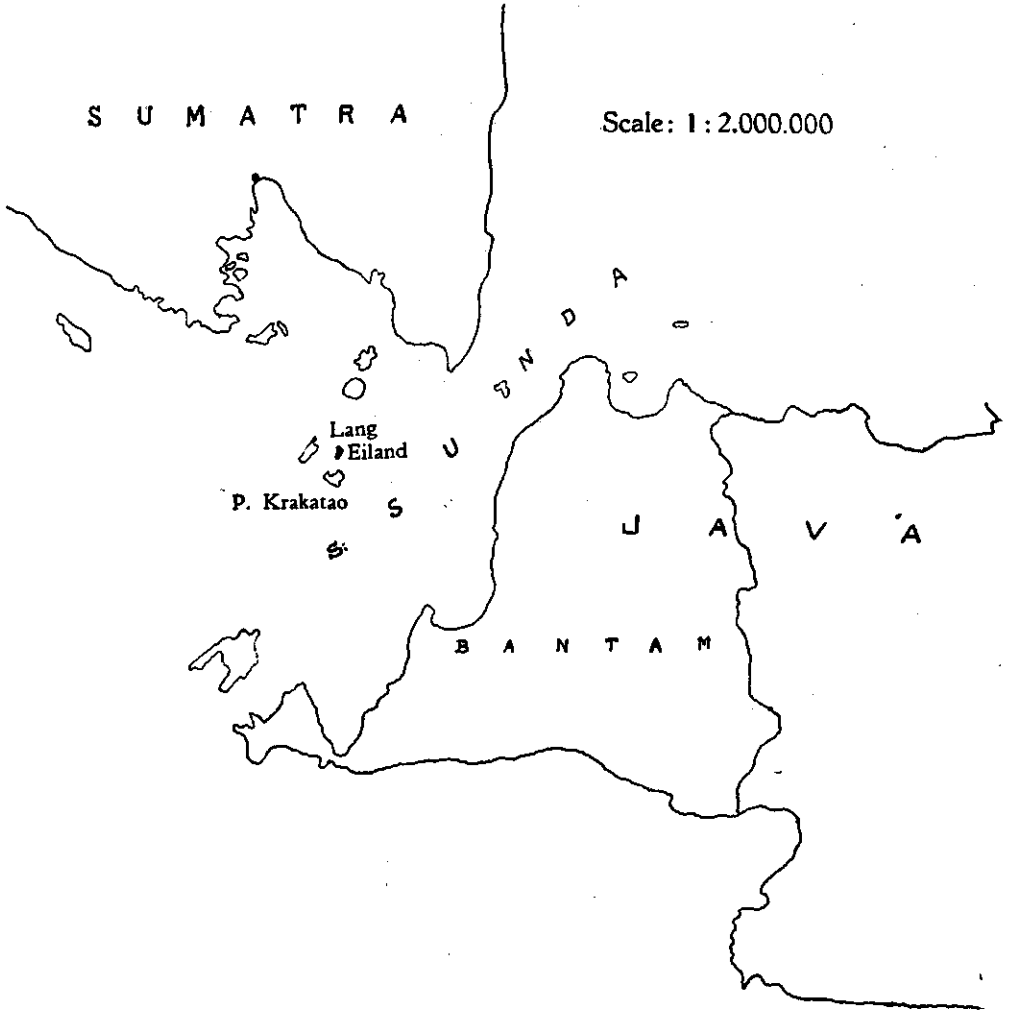 SUMATRA
Scale: 1 : 2.000.000
S. SUNDA
Lang
Eiland
P. Krakatao
JAVA
BANTAM